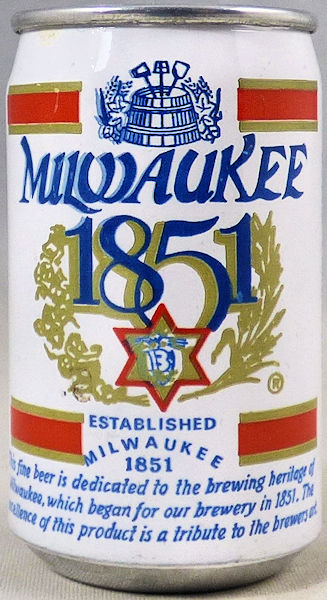 MILWAUKEE
1851
B
®
ESTABLISHED
MILWAUKEE
1851
fine beer is dedicated to the brewing heritage of
which began for our brewery in 1851. The
of this product is a tribute to the brewers art.